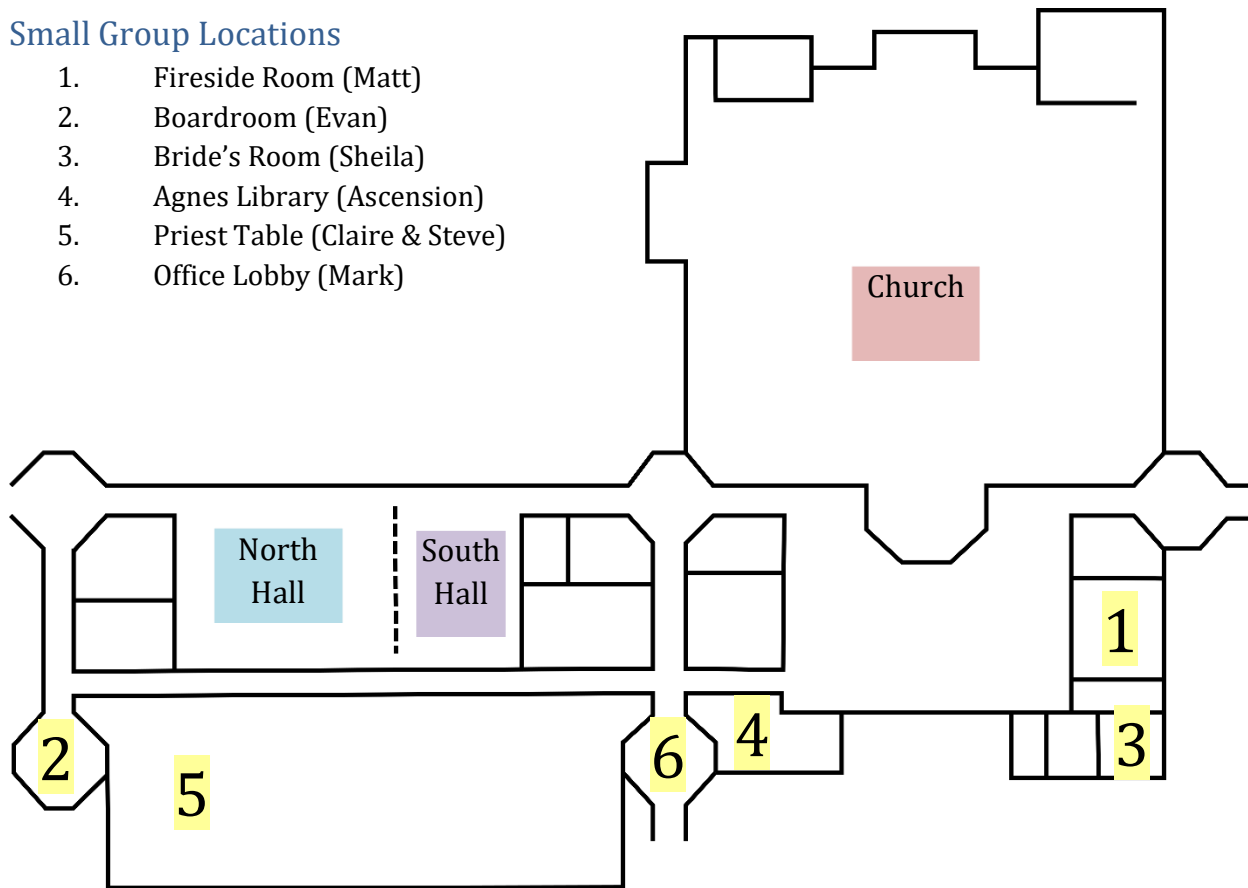 Small Group Locations
1. Fireside Room (Matt)
2. Boardroom (Evan)
3. Bride’s Room (Sheila)
4. Agnes Library (Ascension)
5. Priest Table (Claire & Steve)
6. Office Lobby (Mark)
Church
North
Hall
South
Hall
1
2
5
6
4
3